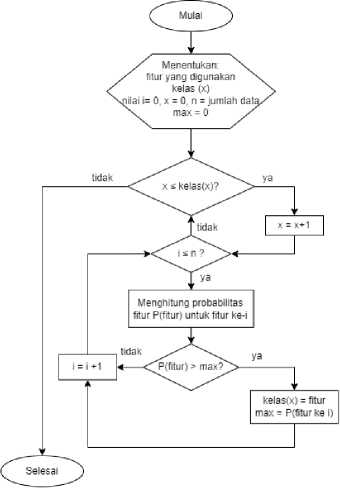 Mulai
Menentukan:
fitur yang digunakan
kelas (x)
nilai i= 0, x = 0, n = jumlah data,
max = 0
x ≤ kelas(x)?
tidak
ya
x = x+1
tidak
i ≤ n ?
ya
Menghitung probabilitas
fitur P(fitur) untuk fitur ke-i
P(fitur) > max?
tidak
ya
i = i +1
kelas(x) = fitur
max = P(fitur ke i)
Selesai